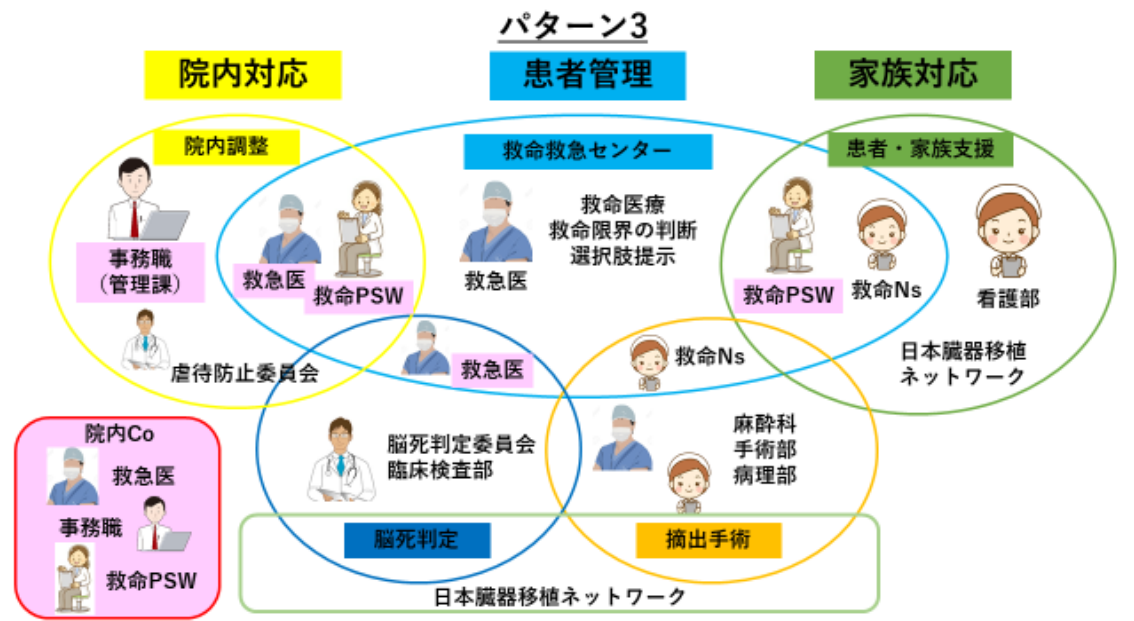 パターン3
院内対応
患者管理
家族対応
院内調整
救命救急センター
患者・家族支援
事務職
（管理課）
救急医
救命PSW
救急医
救命医療
救命限界の判断
選択肢提示
救命PSW
救命Ns
看護部
虐待防止委員会
救急医
救命Ns
日本臓器移植
ネットワーク
院内Co
救急医
事務職
救命PSW
脳死判定委員会
臨床検査部
麻酔科
手術部
病理部
脳死判定
摘出手術
日本臓器移植ネットワーク